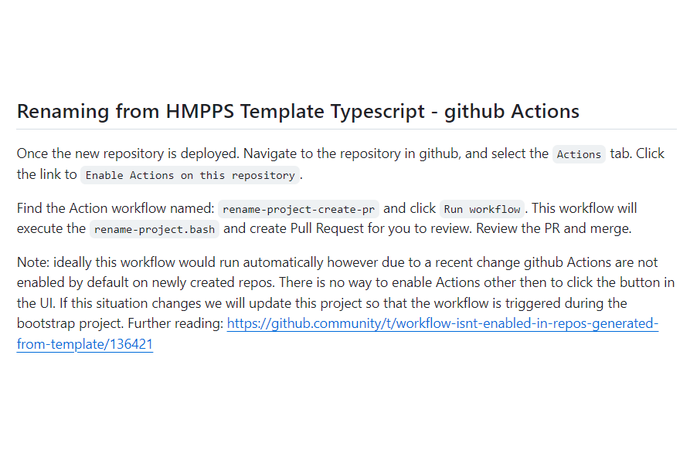 Renaming from HMPPS Template Typescript - github Actions
Once the new repository is deployed. Navigate to the repository in github, and select the Actions tab. Click
the link to Enable Actions on this repository.
Find the Action workflow named: rename-project-create-pr and click Run workflow. This workflow will
execute the rename-project.bash and create Pull Request for you to review. Review the PR and merge.
Note: ideally this workflow would run automatically however due to a recent change github Actions are not
enabled by default on newly created repos. There is no way to enable Actions other then to click the button in
the UI. If this situation changes we will update this project so that the workflow is triggered during the
bootstrap project. Further reading: https://github.community/t/workflow-isnt-enabled-in-repos-generated-
from-template/136421